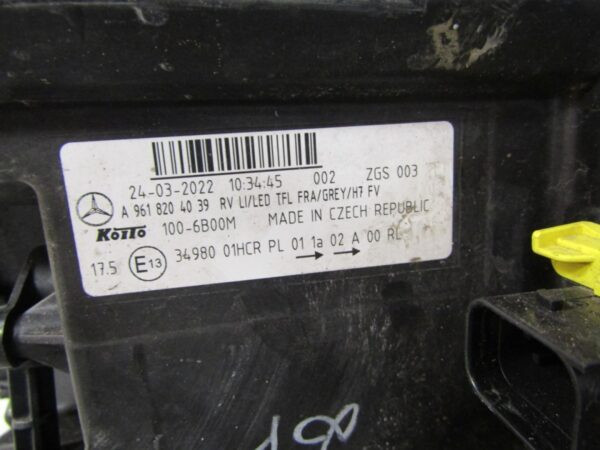 24-03-2022 10:34:45 002 ZGS 003
A 961 820 40 39 RV LI/LED TFL FRA/GREY/H7 FV
Koito 100-6B00M MADE IN CZECH REPUBLIC
17.5 E13 34980 01HCR PL 01 1a 02 A 00 RL